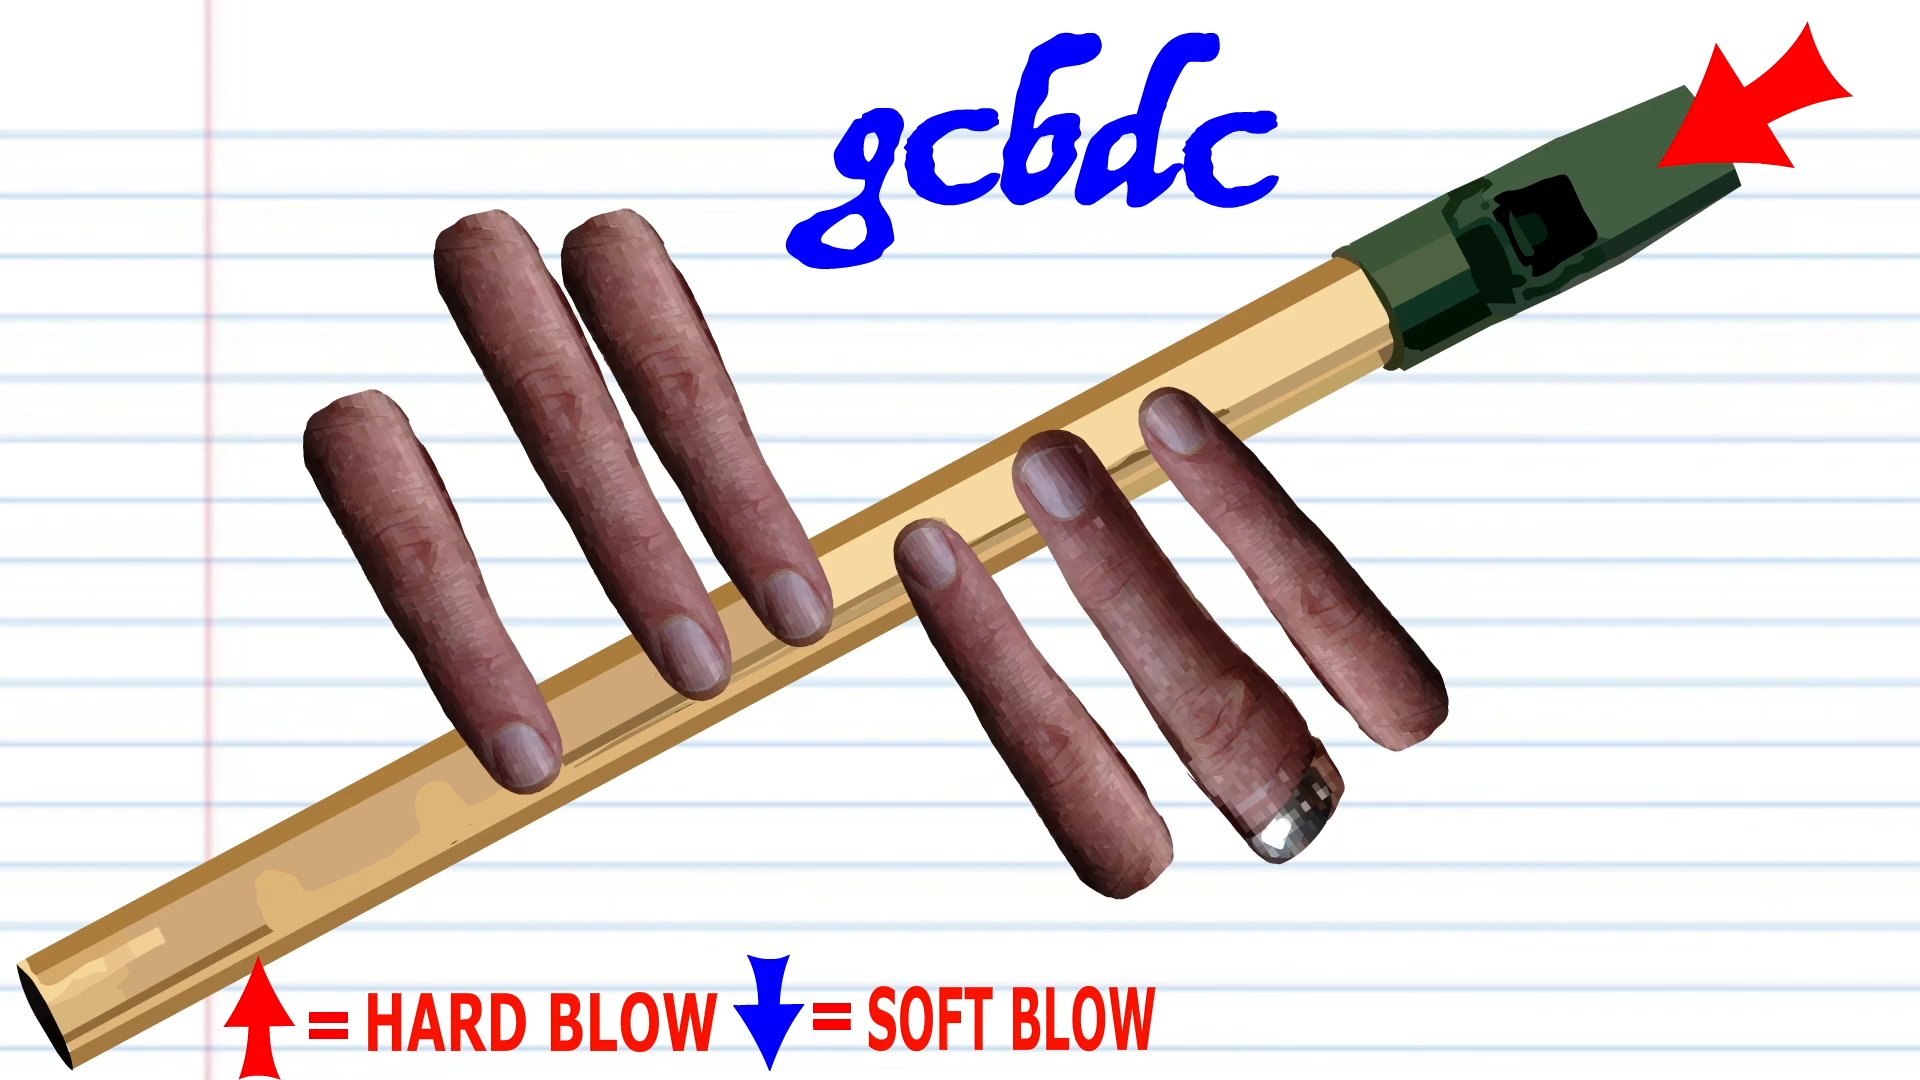 gcbdc
= HARD BLOW = SOFT BLOW